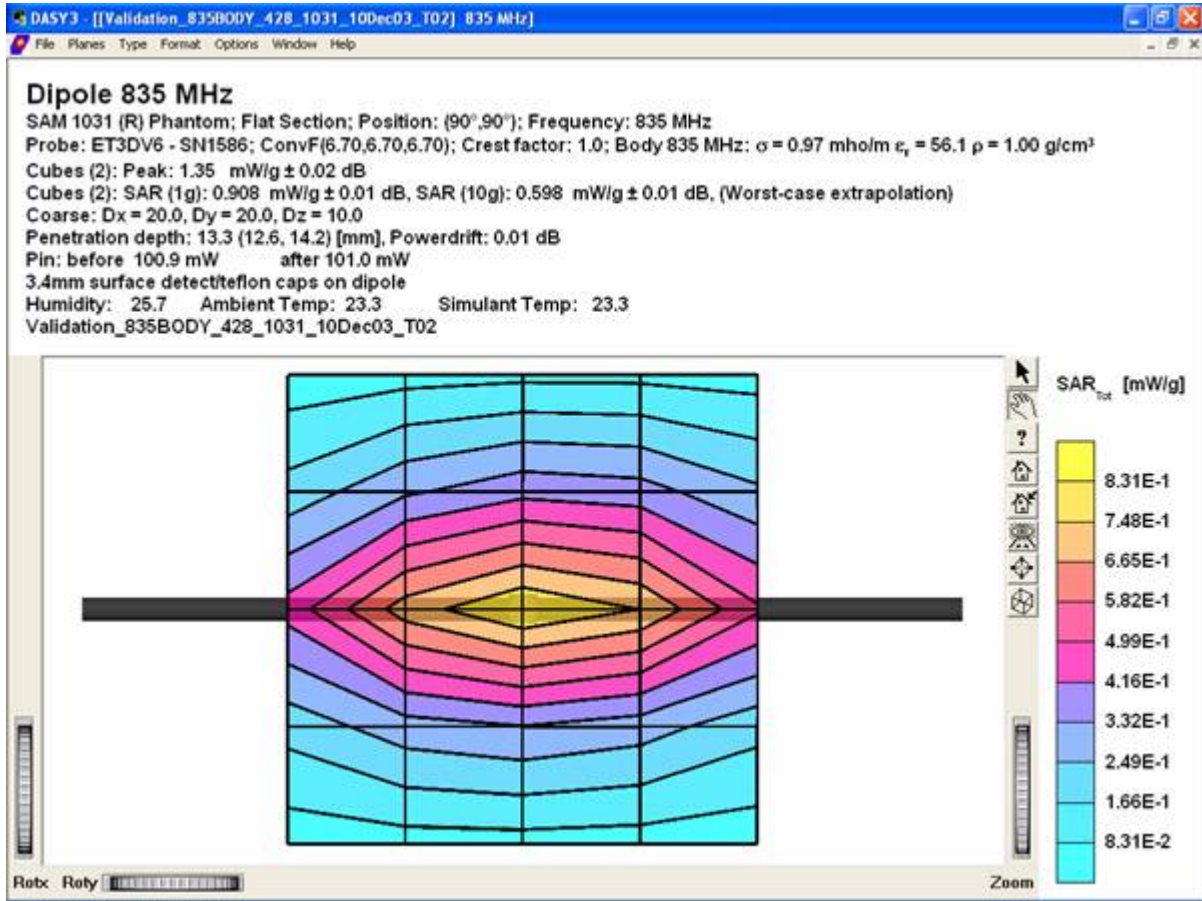 DASY3 - [[Validation_835BODY_428_1031_10Dec03_T02] 835 MHz]
File Planes Type Format Options Window Help
Dipole 835 MHz
SAM 1031 (R) Phantom; Flat Section; Position: (90°,90°); Frequency: 835 MHz
Probe: ET3DV6 - SN1586; ConvF(6.70,6.70,6.70); Crest factor: 1.0; Body 835 MHz: σ = 0.97 mho/m εr = 56.1 ρ = 1.00 g/cm³
Cubes (2): Peak: 1.35 mW/g ± 0.02 dB
Cubes (2): SAR (1g): 0.908 mW/g ± 0.01 dB, SAR (10g): 0.598 mW/g ± 0.01 dB, (Worst-case extrapolation)
Coarse: Dx = 20.0, Dy = 20.0, Dz = 10.0
Penetration depth: 13.3 (12.6, 14.2) [mm], Powerdrift: 0.01 dB
Pin: before 100.9 mW after 101.0 mW
3.4mm surface detect/teflon caps on dipole
Humidity: 25.7 Ambient Temp: 23.3 Simulant Temp: 23.3
Validation_835BODY_428_1031_10Dec03_T02
SARTot [mW/g]
?
8.31E-1
7.48E-1
6.65E-1
5.82E-1
4.99E-1
4.16E-1
3.32E-1
2.49E-1
1.66E-1
8.31E-2
Rotx Roty Zoom